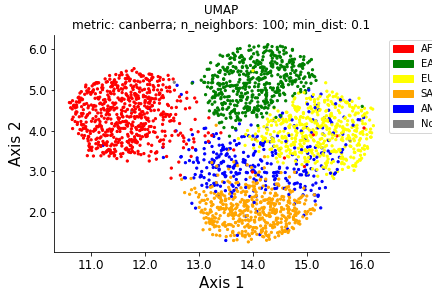 UMAP
metric: canberra; n_neighbors: 100; min_dist: 0.1
6.0
5.0
4.0
3.0
2.0
Axis 2
11.0 12.0 13.0 14.0 15.0 16.0
Axis 1
AF
EA
EU
SA
AM
No